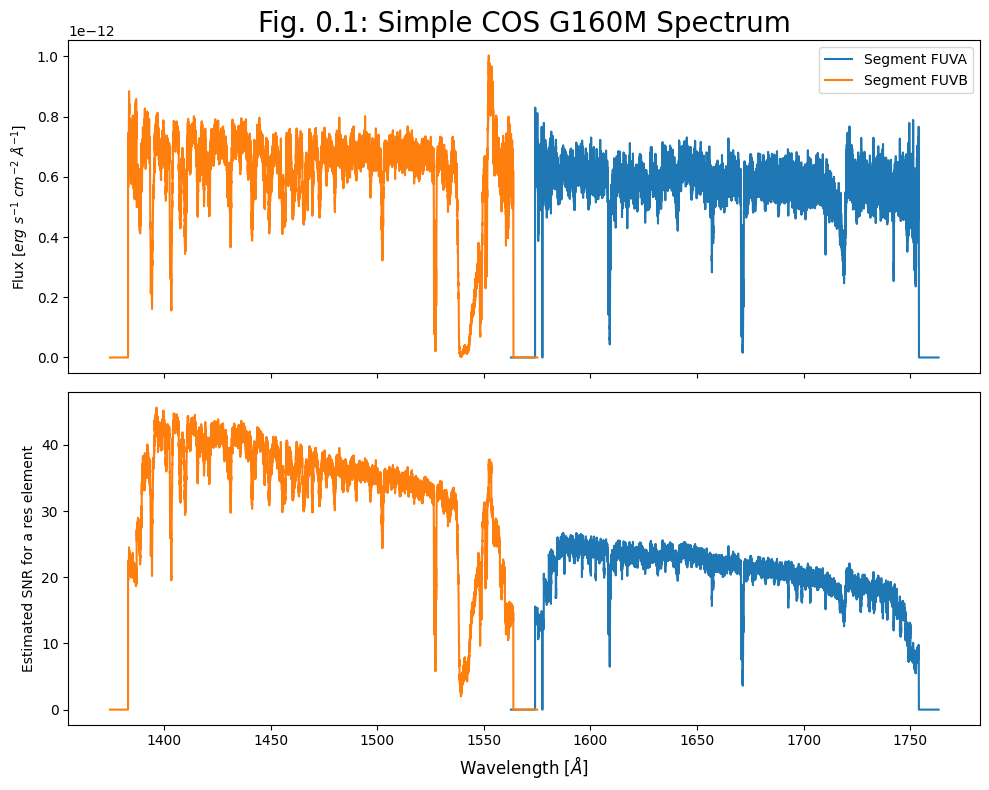 Fig. 0.1: Simple COS G160M Spectrum
1e−12
Flux [erg s⁻¹ cm⁻² Å⁻¹]
1.0
0.8
0.6
0.4
0.2
0.0
Segment FUVA
Segment FUVB
Estimated SNR for a res element
40
30
20
10
0
1400 1450 1500 1550 1600 1650 1700 1750
Wavelength [Å]